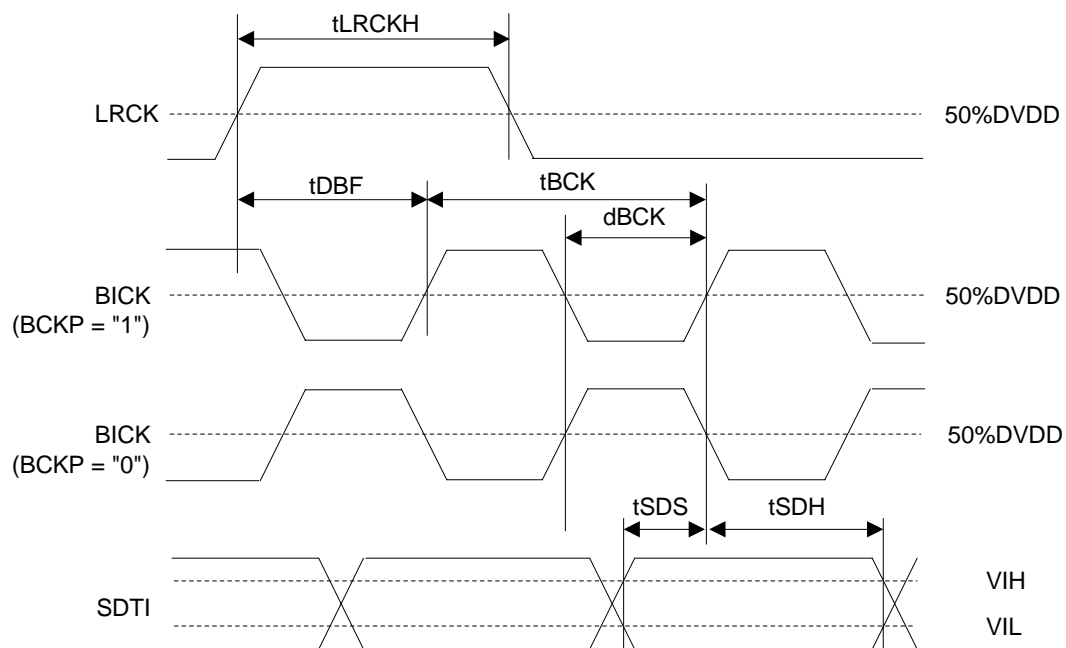 tLRCKH
LRCK
50%DVDD
tDBF
tBCK
dBCK
BICK
(BCKP = "1")
50%DVDD
BICK
(BCKP = "0")
50%DVDD
tSDS
tSDH
SDTI
VIH
VIL